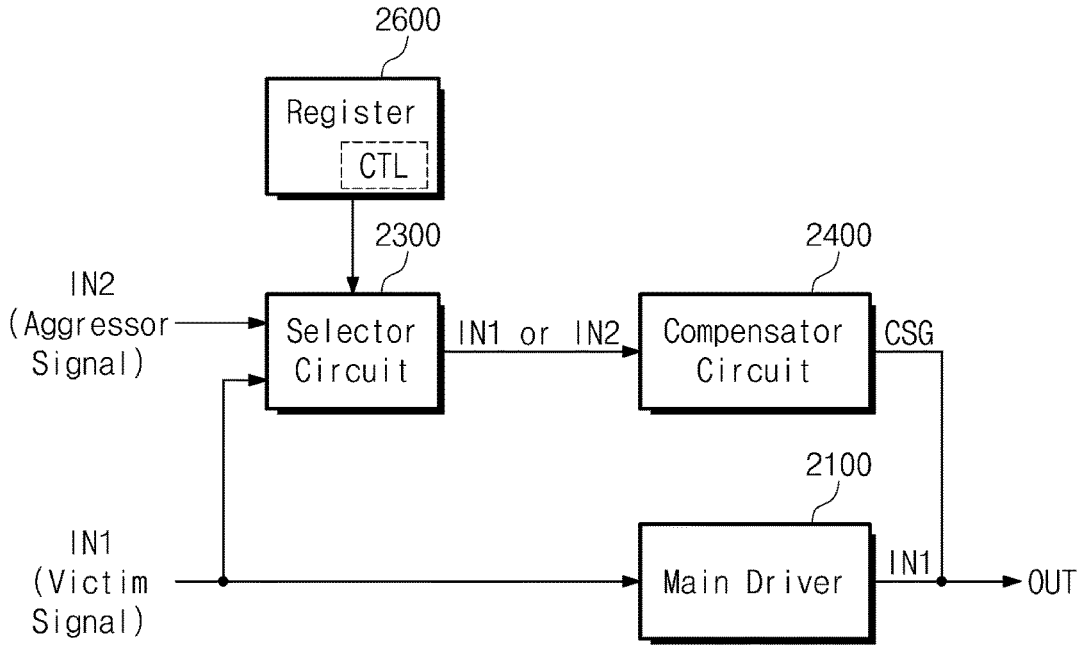 2600
Register
CTL
2300
2400
IN2
(Aggressor
Signal)
Selector
Circuit
IN1 or IN2
Compensator
Circuit
CSG
2100
IN1
(Victim
Signal)
Main Driver
IN1
OUT